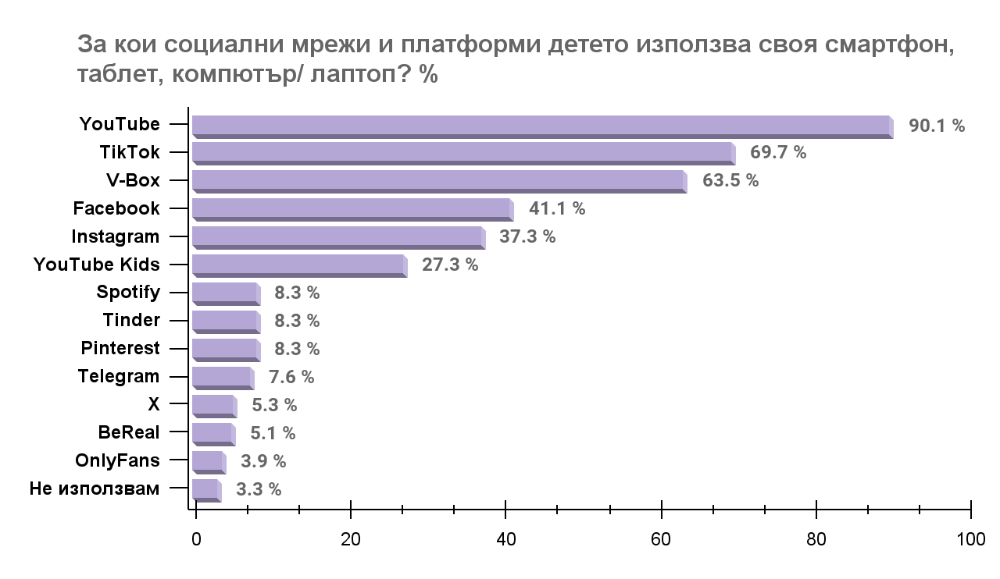 За кои социални мрежи и платформи детето използва своя смартфон,
таблет, компютър/ лаптоп? %
YouTube 90.1 %
TikTok 69.7 %
V-Box 63.5 %
Facebook 41.1 %
Instagram 37.3 %
YouTube Kids 27.3 %
Spotify 8.3 %
Tinder 8.3 %
Pinterest 8.3 %
Telegram 7.6 %
X 5.3 %
BeReal 5.1 %
OnlyFans 3.9 %
Не използвам 3.3 %
0 20 40 60 80 100